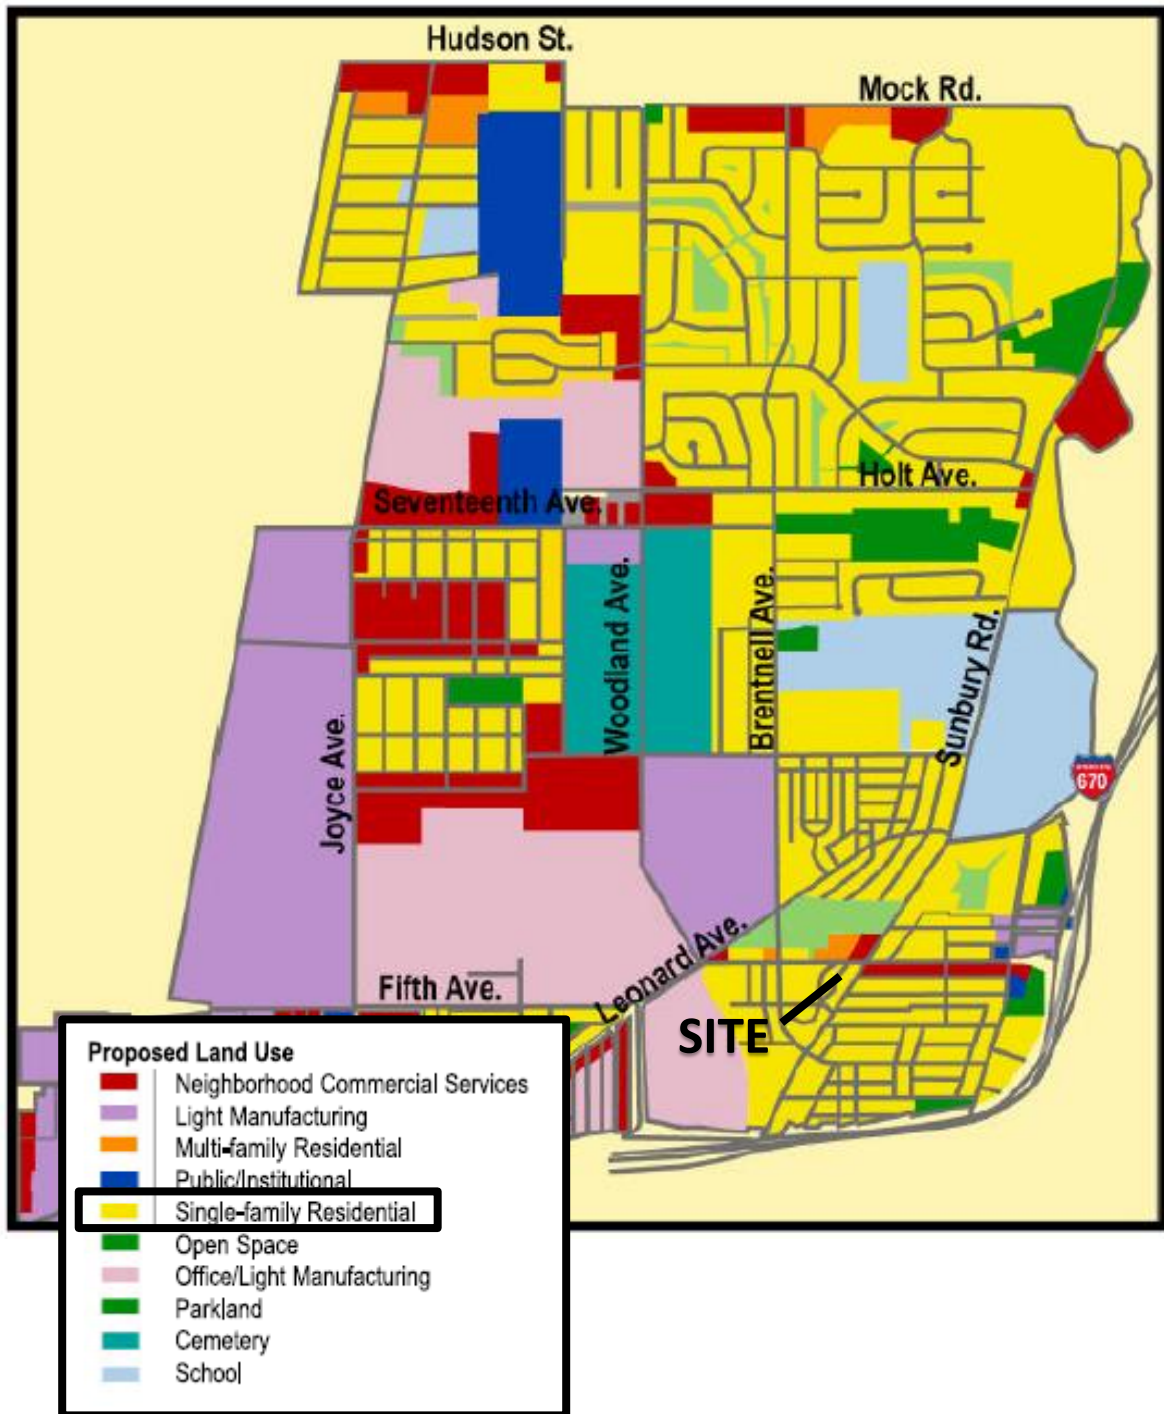 Hudson St.
Mock Rd.
Holt Ave.
Seventeenth Ave.
Woodland Ave.
Brentnell Ave.
Sunbury Rd.
Joyce Ave.
670
Leonard Ave.
Fifth Ave.
SITE
Proposed Land Use
Neighborhood Commercial Services
Light Manufacturing
Multi-family Residential
Public/Institutional
Single-family Residential
Open Space
Office/Light Manufacturing
Parkland
Cemetery
School